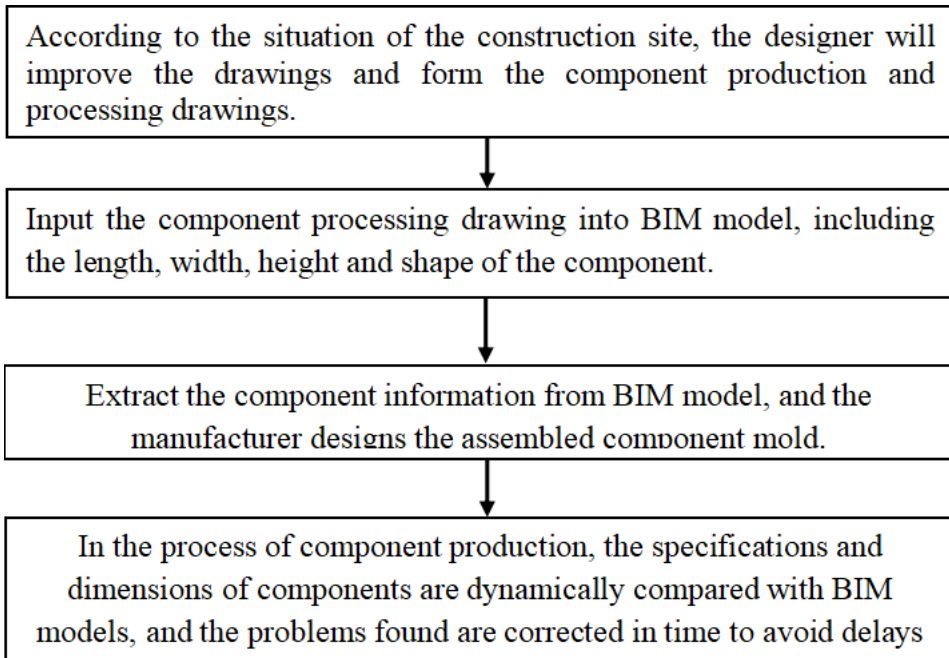 According to the situation of the construction site, the designer will
improve the drawings and form the component production and
processing drawings.
Input the component processing drawing into BIM model, including
the length, width, height and shape of the component.
Extract the component information from BIM model, and the
manufacturer designs the assembled component mold.
In the process of component production, the specifications and
dimensions of components are dynamically compared with BIM
models, and the problems found are corrected in time to avoid delays